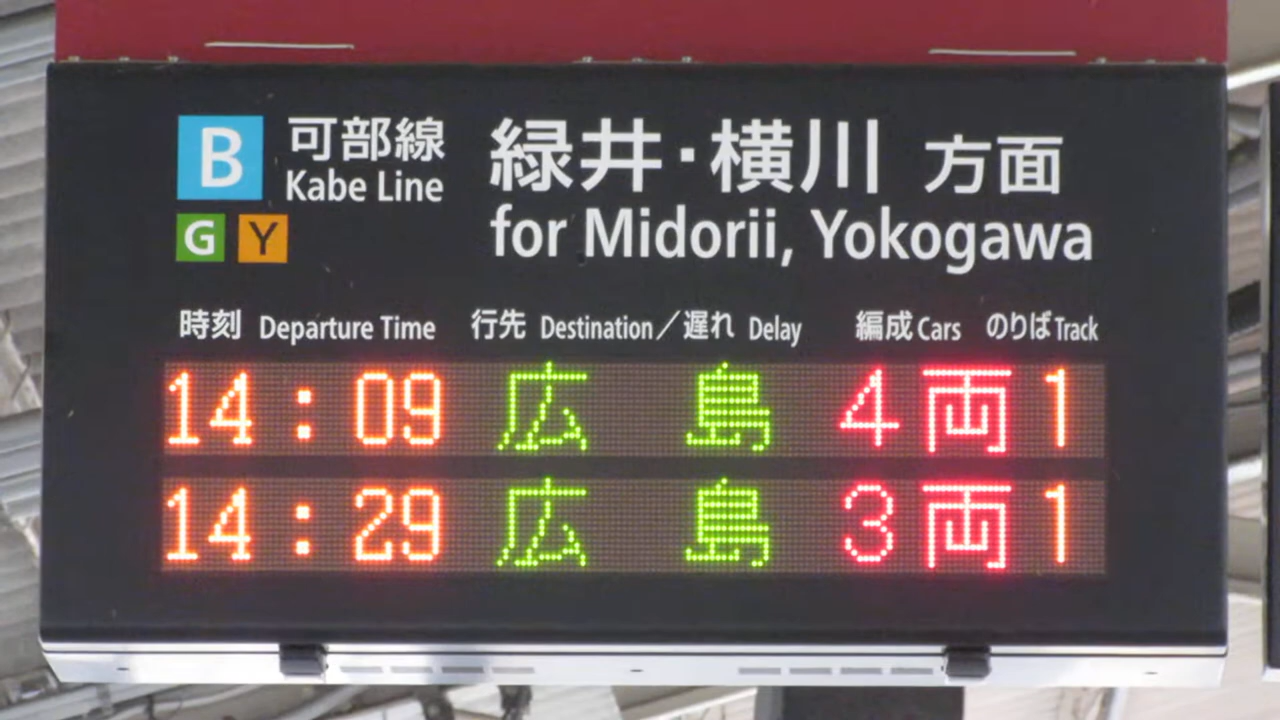 B 可部線 緑井・横川 方面
Kabe Line
G Y for Midorii, Yokogawa
時刻 Departure Time 行先 Destination／遅れ Delay 編成 Cars のりば Track
14：09 広島 4両 1
14：29 広島 3両 1